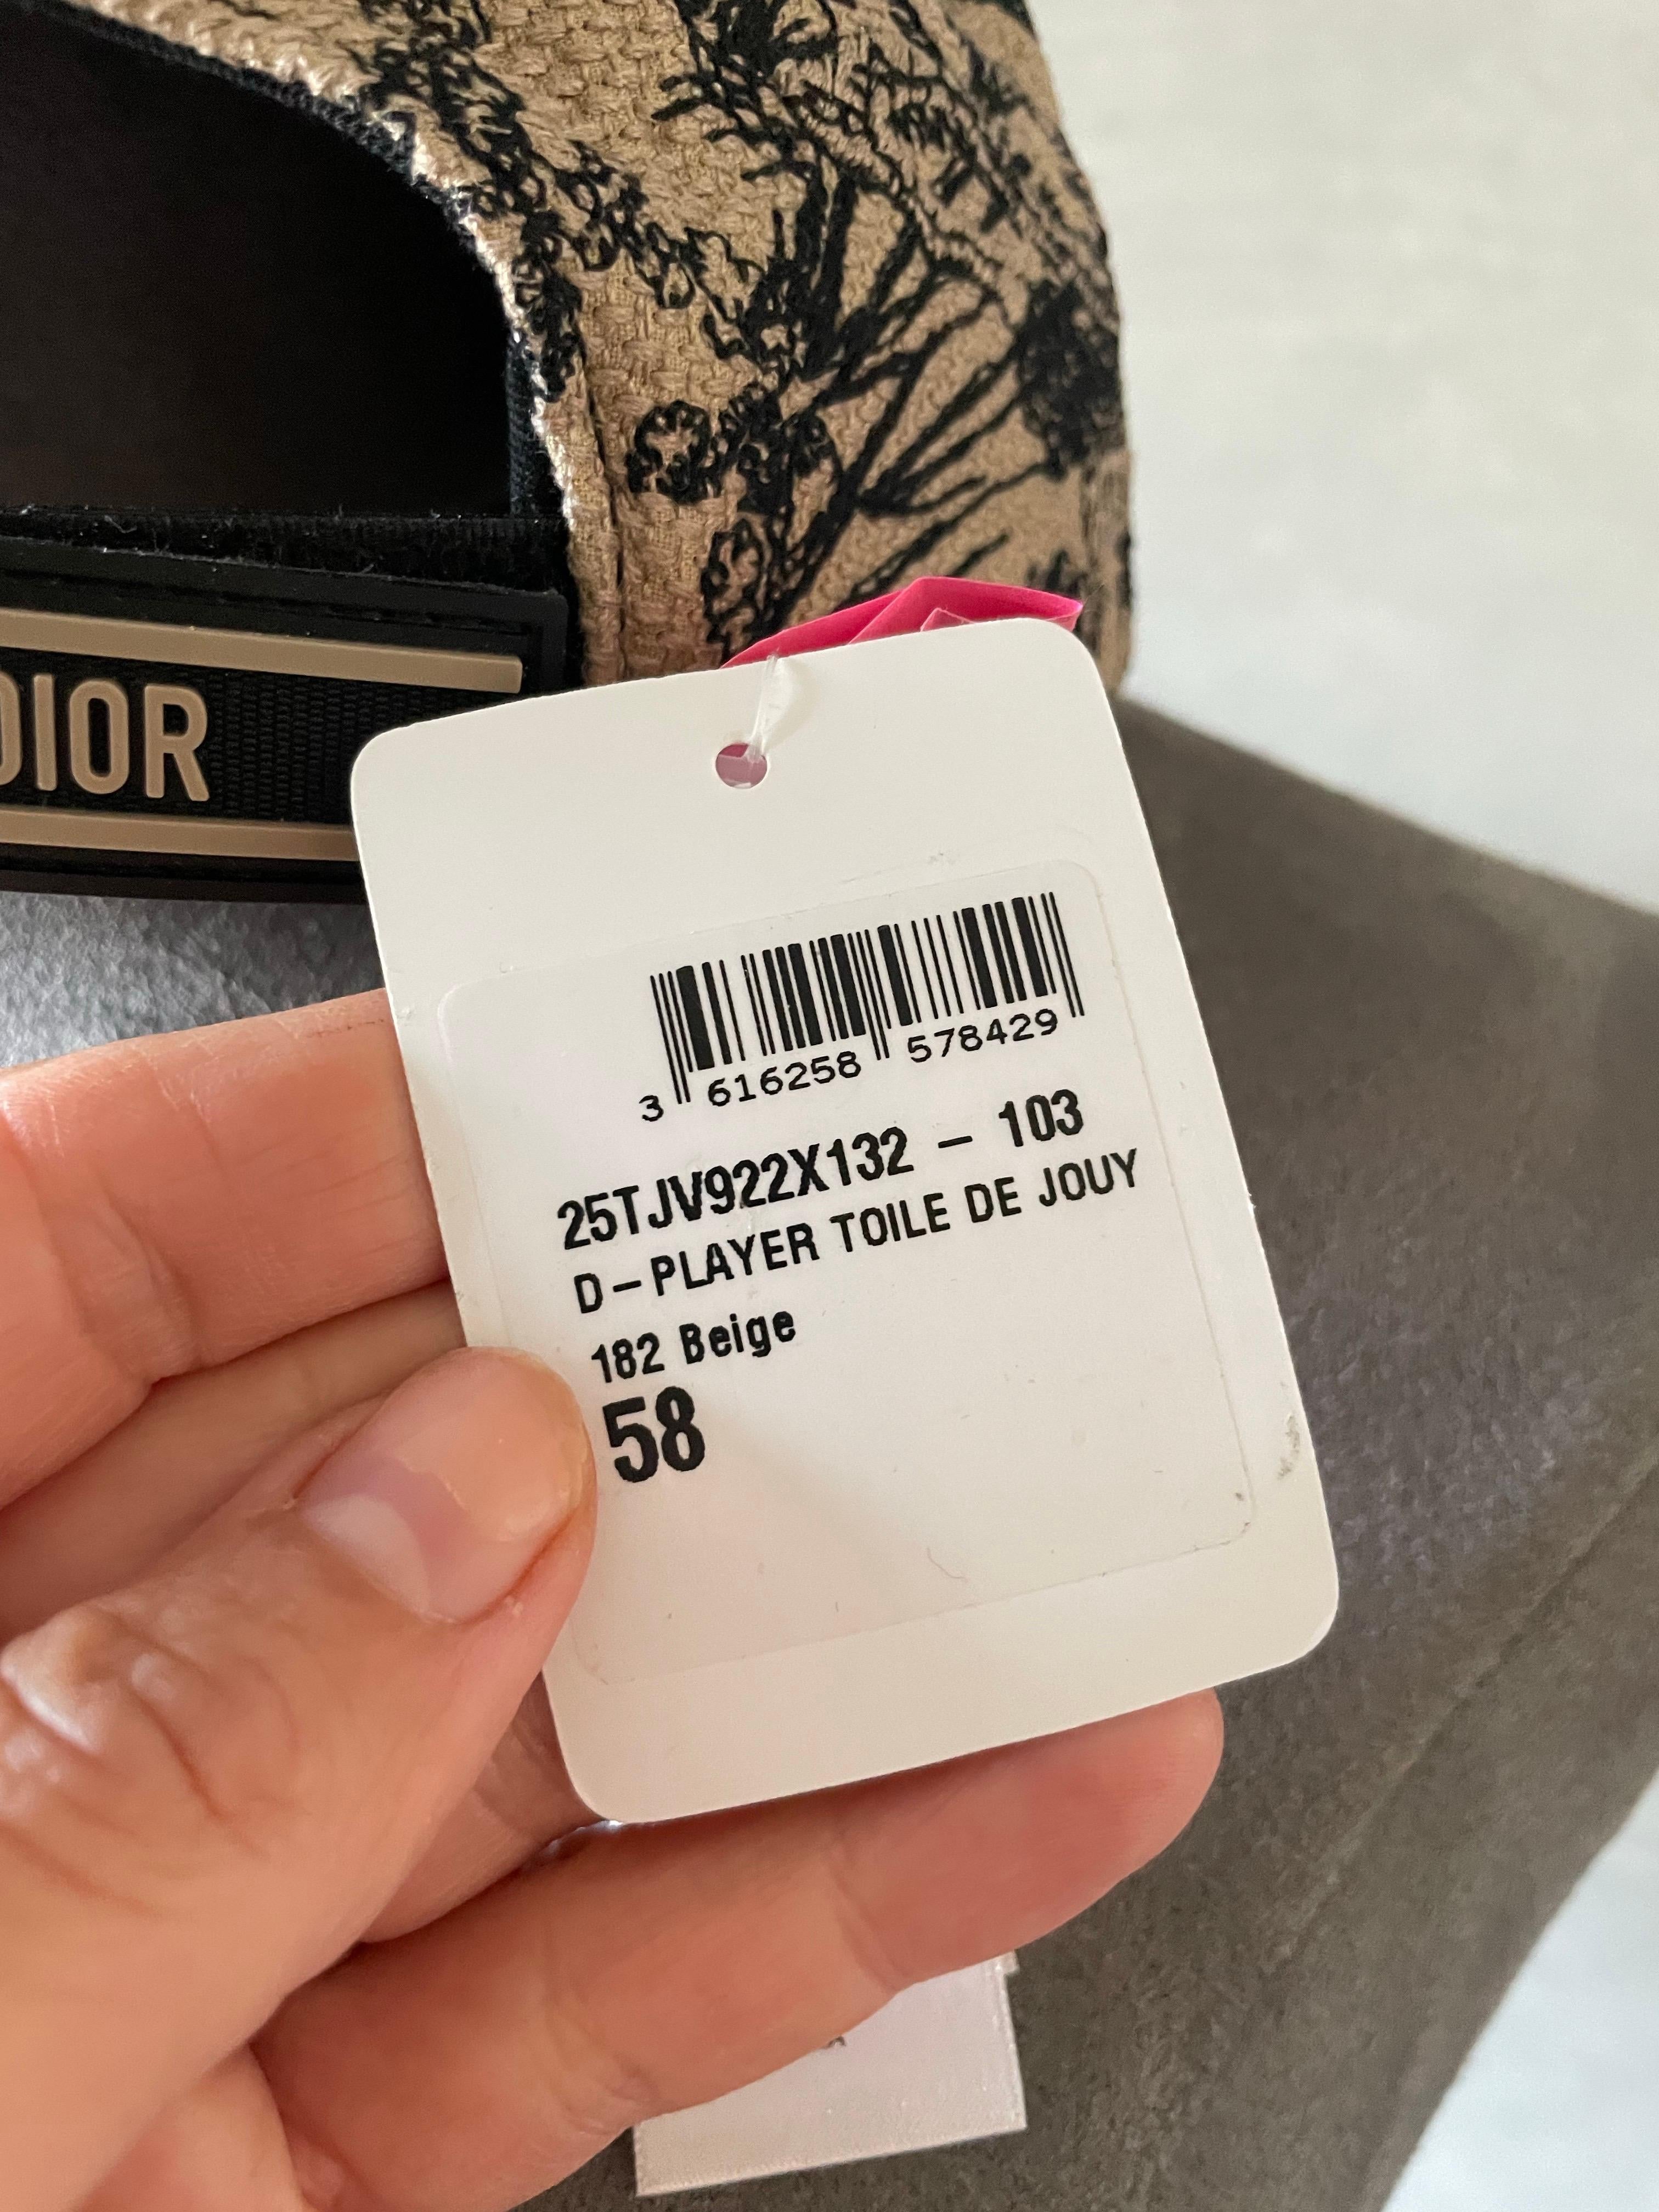 DIOR
3 616258 578429
25TJV922X132 - 103
D-PLAYER TOILE DE JOUY
182 Beige
58